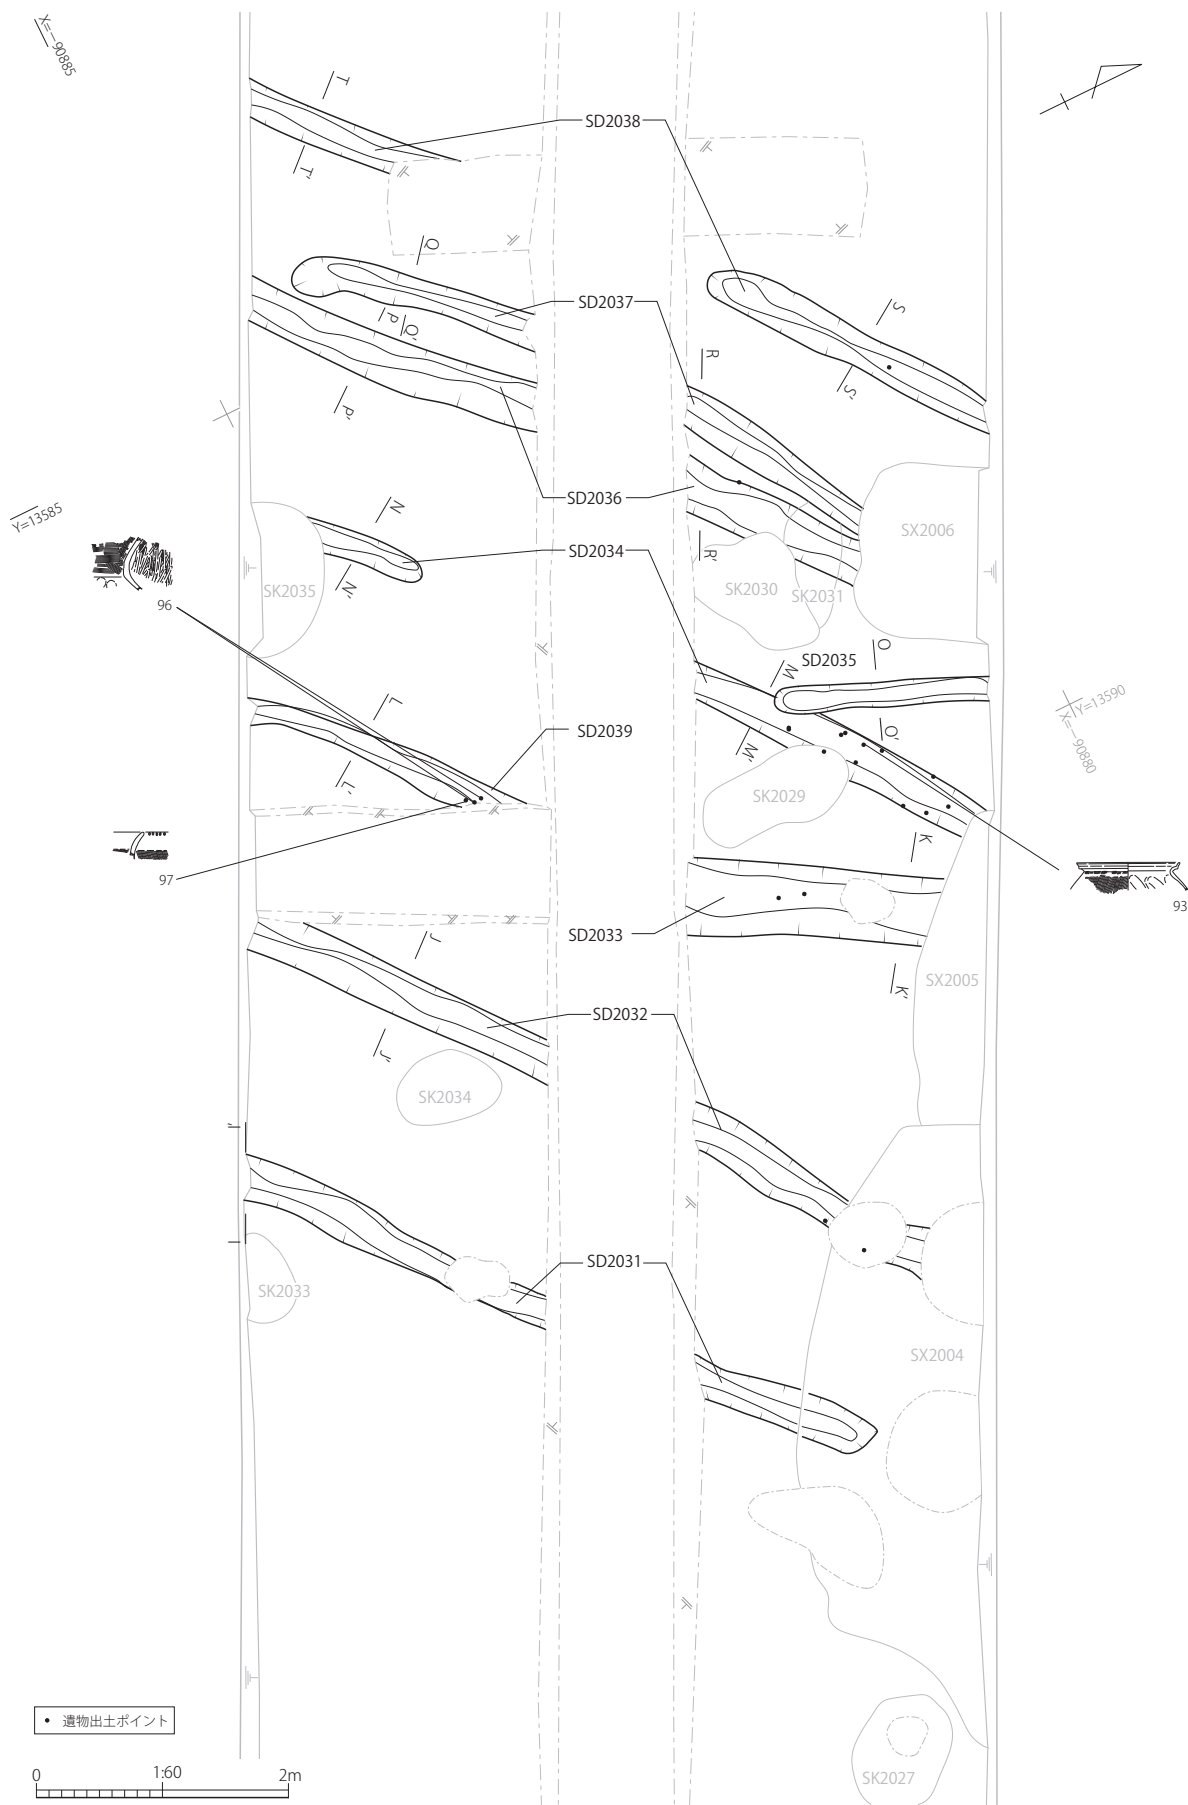 X=－90885
T
T'
SD2038
Q
SD2037
P
Q'
P'
S
S'
R
SD2036
Y=13585
N
SX2006
SD2034
R'
SK2035
N'
SK2030
SK2031
96
O
M
SD2035
L
O'
Y=13590
X=－90880
SD2039
M'
L'
SK2029
K
97
93
SD2033
J
SX2005
K'
SD2032
J'
SK2034
I'
I
SD2031
SK2033
SX2004
• 遺物出土ポイント
0 1:60 2m
SK2027